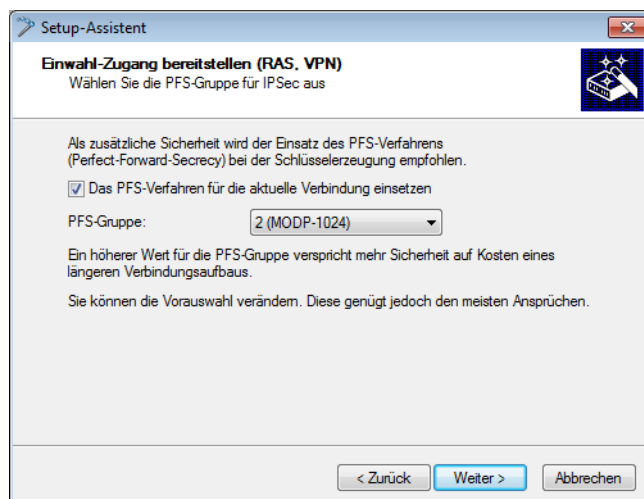 Setup-Assistent
Einwahl-Zugang bereitstellen (RAS, VPN)
Wählen Sie die PFS-Gruppe für IPSec aus
Als zusätzliche Sicherheit wird der Einsatz des PFS-Verfahrens
(Perfect-Forward-Secrecy) bei der Schlüsselerzeugung empfohlen.
Das PFS-Verfahren für die aktuelle Verbindung einsetzen
PFS-Gruppe: 2 (MODP-1024)
Ein höherer Wert für die PFS-Gruppe verspricht mehr Sicherheit auf Kosten eines
längeren Verbindungsaufbaus.
Sie können die Vorauswahl verändern. Diese genügt jedoch den meisten Ansprüchen.
< Zurück Weiter > Abbrechen